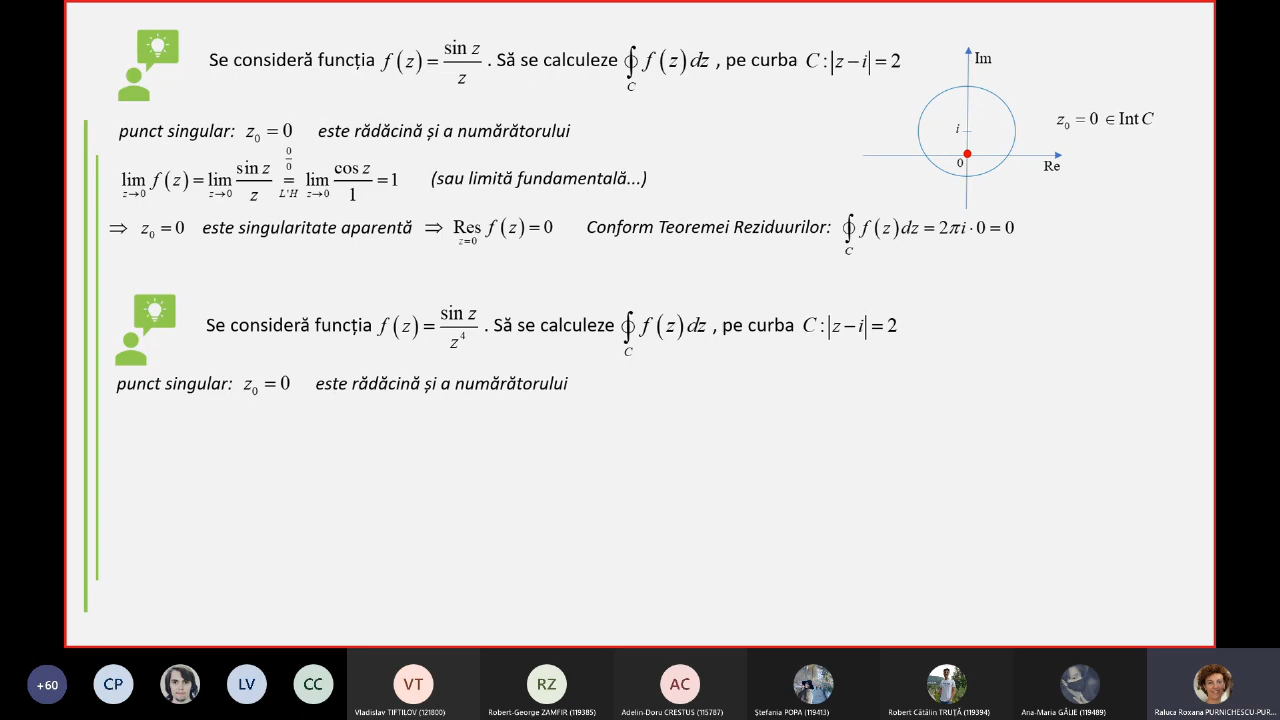 Se consideră funcția f(z) = sin z / z . Să se calculeze ∮_C f(z)dz , pe curba C : |z − i| = 2
Im
i
0
Re
z₀ = 0 ∈ Int C
punct singular: z₀ = 0 este rădăcină și a numărătorului
lim_{z→0} f(z) = lim_{z→0} sin z / z =^{0/0}_{L'H} lim_{z→0} cos z / 1 = 1 (sau limită fundamentală...)
⇒ z₀ = 0 este singularitate aparentă ⇒ Res_{z=0} f(z) = 0 Conform Teoremei Reziduurilor: ∮_C f(z)dz = 2πi · 0 = 0
Se consideră funcția f(z) = sin z / z⁴ . Să se calculeze ∮_C f(z)dz , pe curba C : |z − i| = 2
punct singular: z₀ = 0 este rădăcină și a numărătorului
+60
CP
LV
CC
VT
RZ
AC
Vladislav TIFTILOV (121800)
Robert-George ZAMFIR (119385)
Adelin-Doru CRESTUS (115787)
Ștefania POPA (119413)
Robert Cătălin TRUȚĂ (119394)
Ana-Maria GÂLIE (119489)
Raluca Roxana PURNICHESCU-PUR...